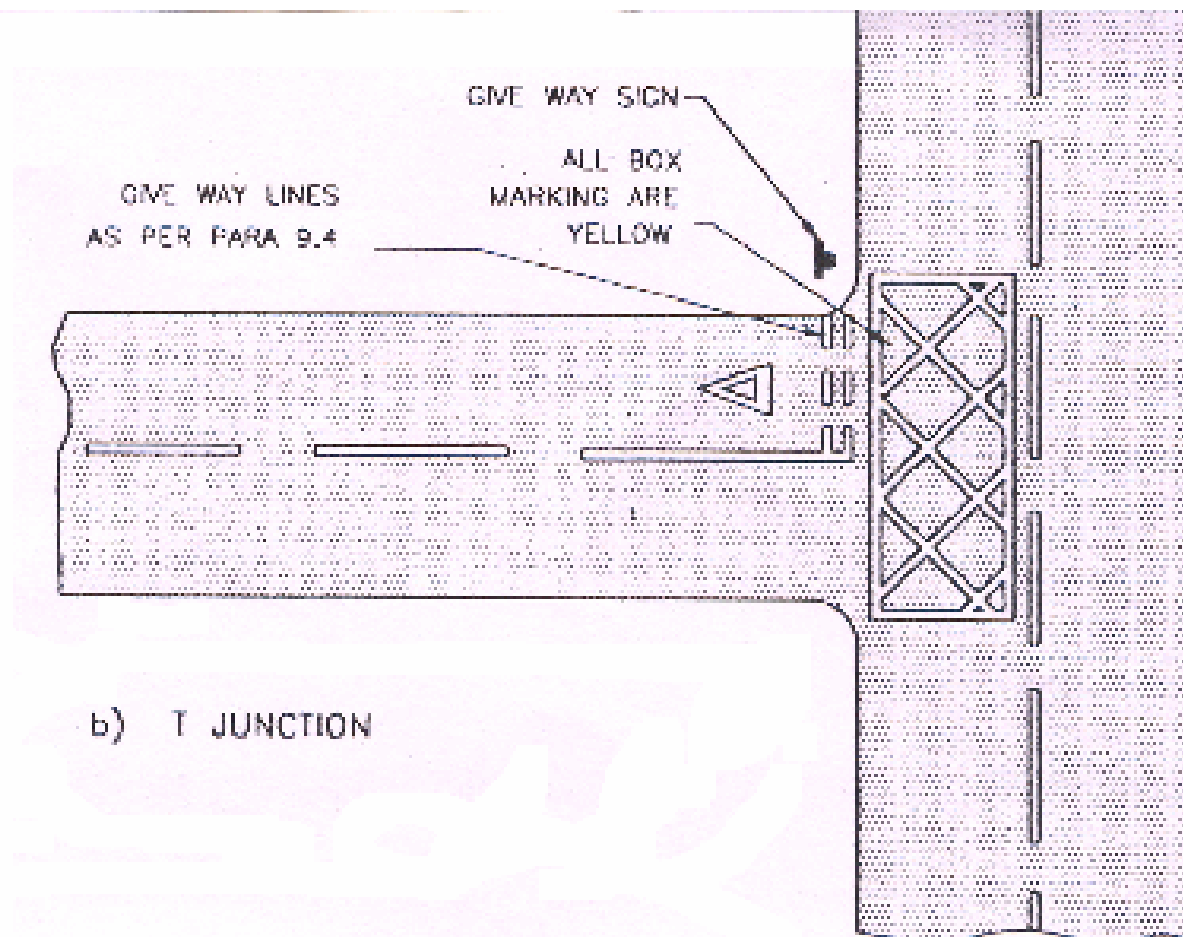 GIVE WAY SIGN
ALL BOX
MARKING ARE
YELLOW
GIVE WAY LINES
AS PER PARA 9.4
b) T JUNCTION